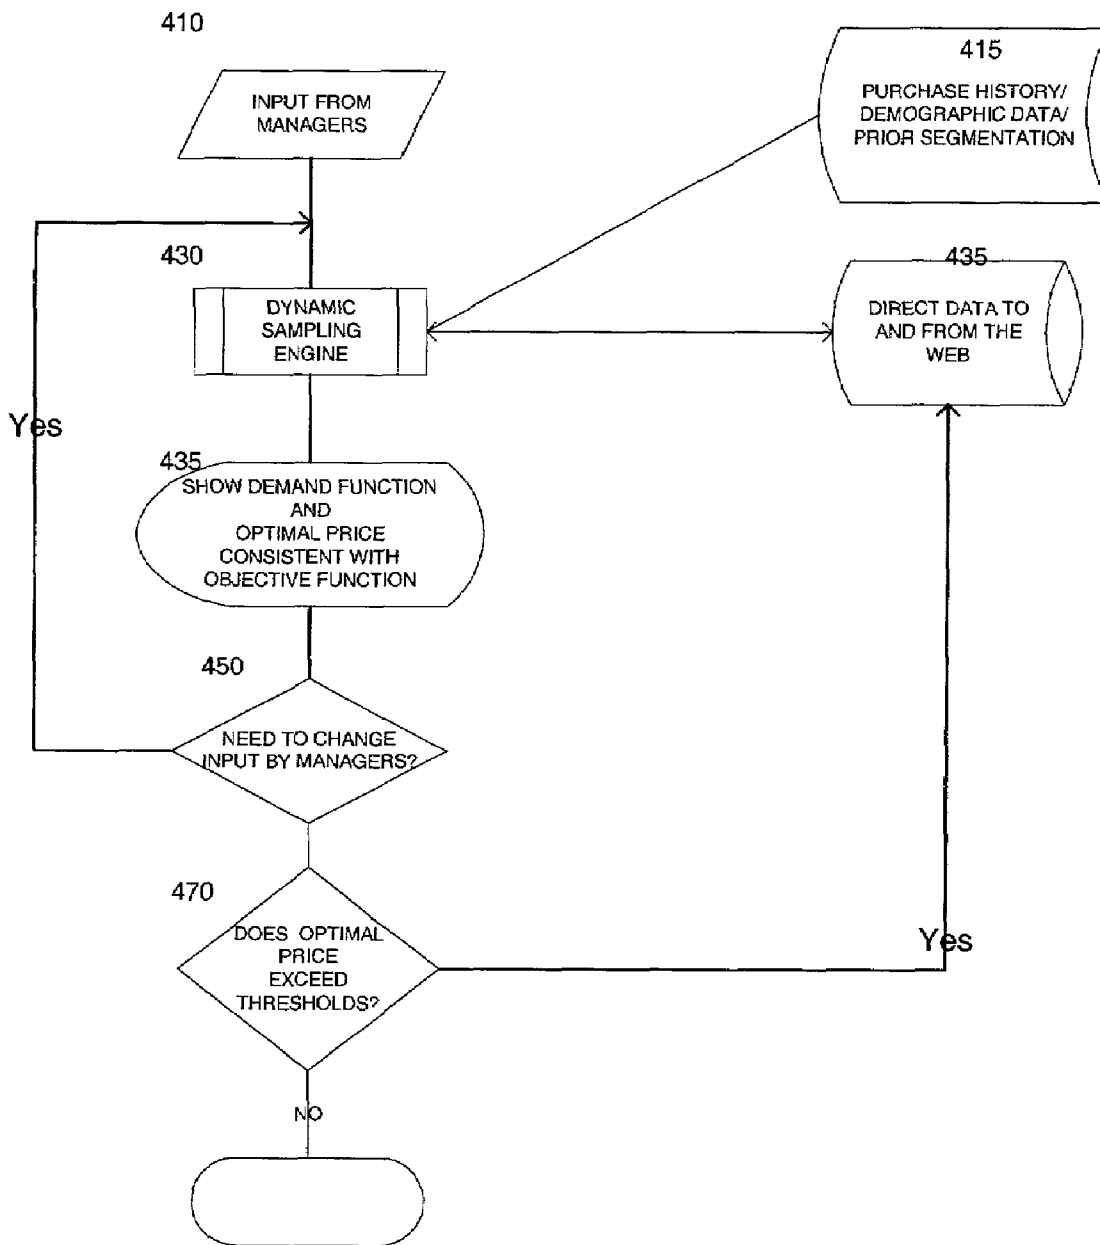 410
INPUT FROM
MANAGERS
415
PURCHASE HISTORY/
DEMOGRAPHIC DATA/
PRIOR SEGMENTATION
430
DYNAMIC
SAMPLING
ENGINE
435
DIRECT DATA TO
AND FROM THE
WEB
Yes
435
SHOW DEMAND FUNCTION
AND
OPTIMAL PRICE
CONSISTENT WITH
OBJECTIVE FUNCTION
450
NEED TO CHANGE
INPUT BY MANAGERS?
470
DOES OPTIMAL
PRICE
EXCEED
THRESHOLDS?
Yes
NO